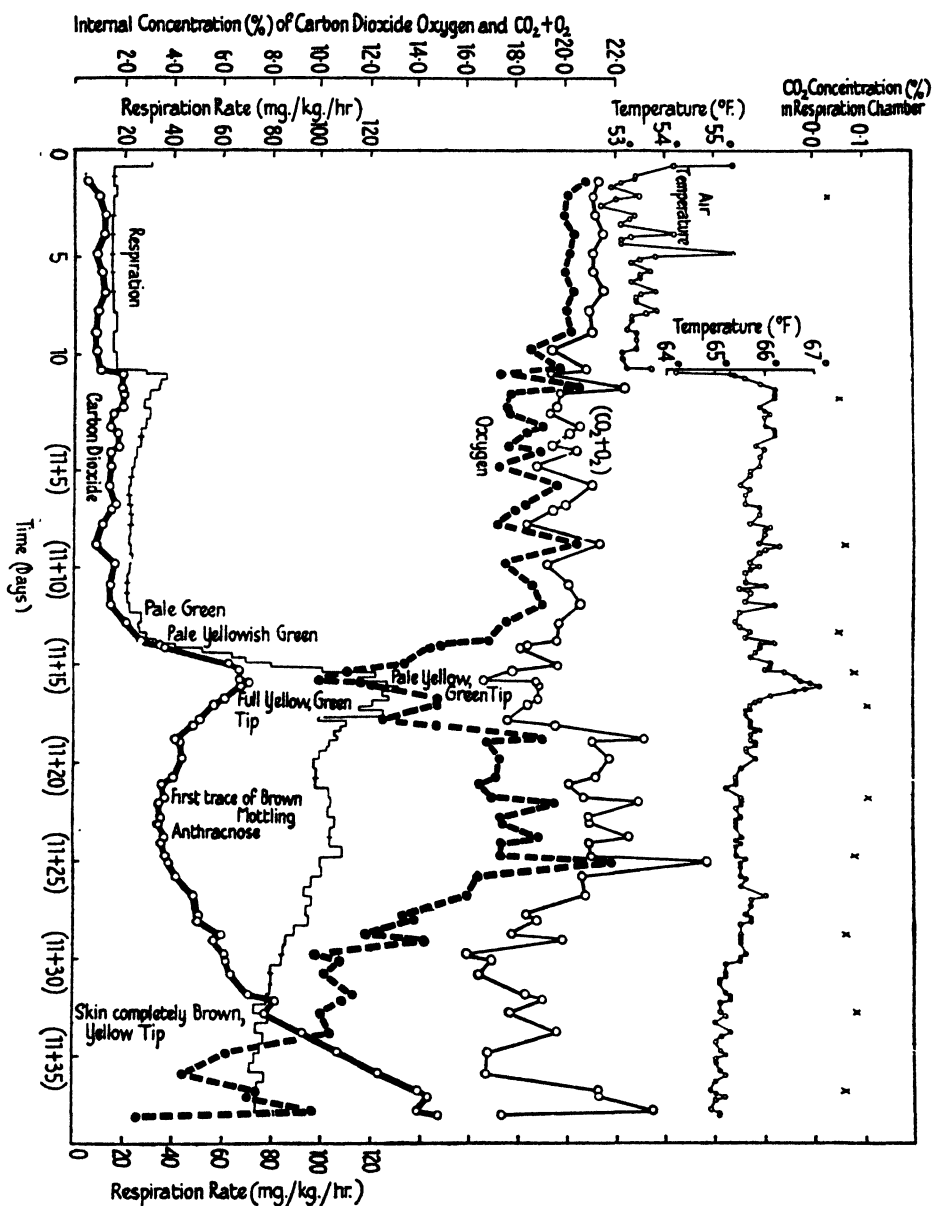 Internal Concentration (%) of Carbon Dioxide Oxygen and CO₂+O₂
2·0 4·0 6·0 8·0 10·0 12·0 14·0 16·0 18·0 20·0 22·0
Respiration Rate (mg./kg./hr)
20 40 60 80 100 120
Temperature (°F.)
53° 54° 55°
CO₂ Concentration (%)
in Respiration Chamber
0·0 0·1
Time (Days)
0 5 10 (11+5) (11+10) (11+15) (11+20) (11+25) (11+30) (11+35)
Air
Temperature
Respiration
Temperature (°F)
64° 65° 66° 67°
Carbon Dioxide
Oxygen
(CO₂+O₂)
Pale Green
Pale Yellowish Green
Pale Yellow,
Green Tip
Full Yellow, Green
Tip
First trace of Brown
Mottling
Anthracnose
Skin completely Brown,
Yellow Tip
0 20 40 60 80 100 120
Respiration Rate (mg./kg./hr.)